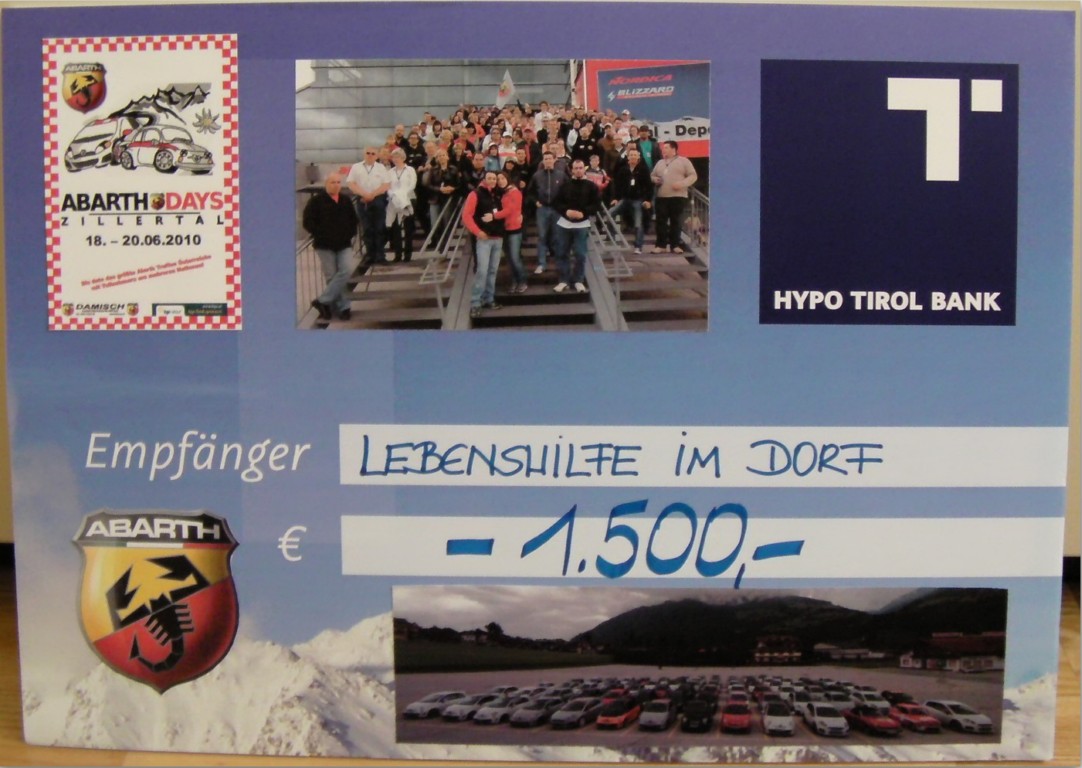 ABARTH
ABARTH DAYS
ZILLERTAL
18. – 20.06.2010
DAMISCH
NORDICA
BLIZZARD
- Depo
HYPO TIROL BANK
Empfänger LEBENSHILFE IM DORF
€ - 1.500,-
ABARTH